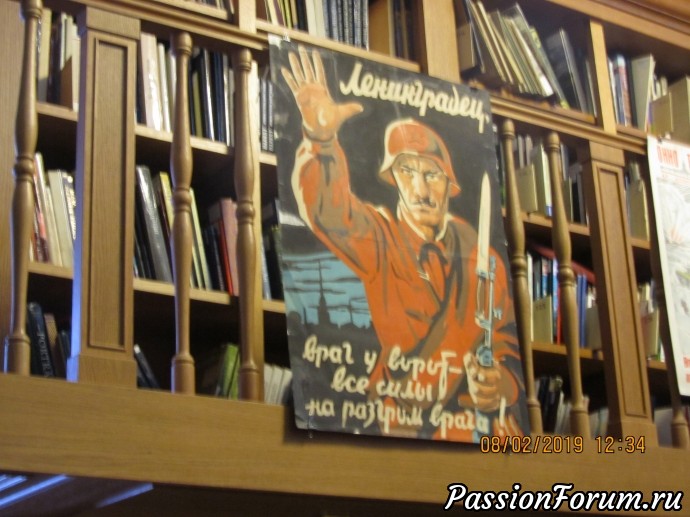 Ленинградец,
враг у ворот-
все силы
на разгром врага!
08/02/2019 12:34
PassionForum.ru